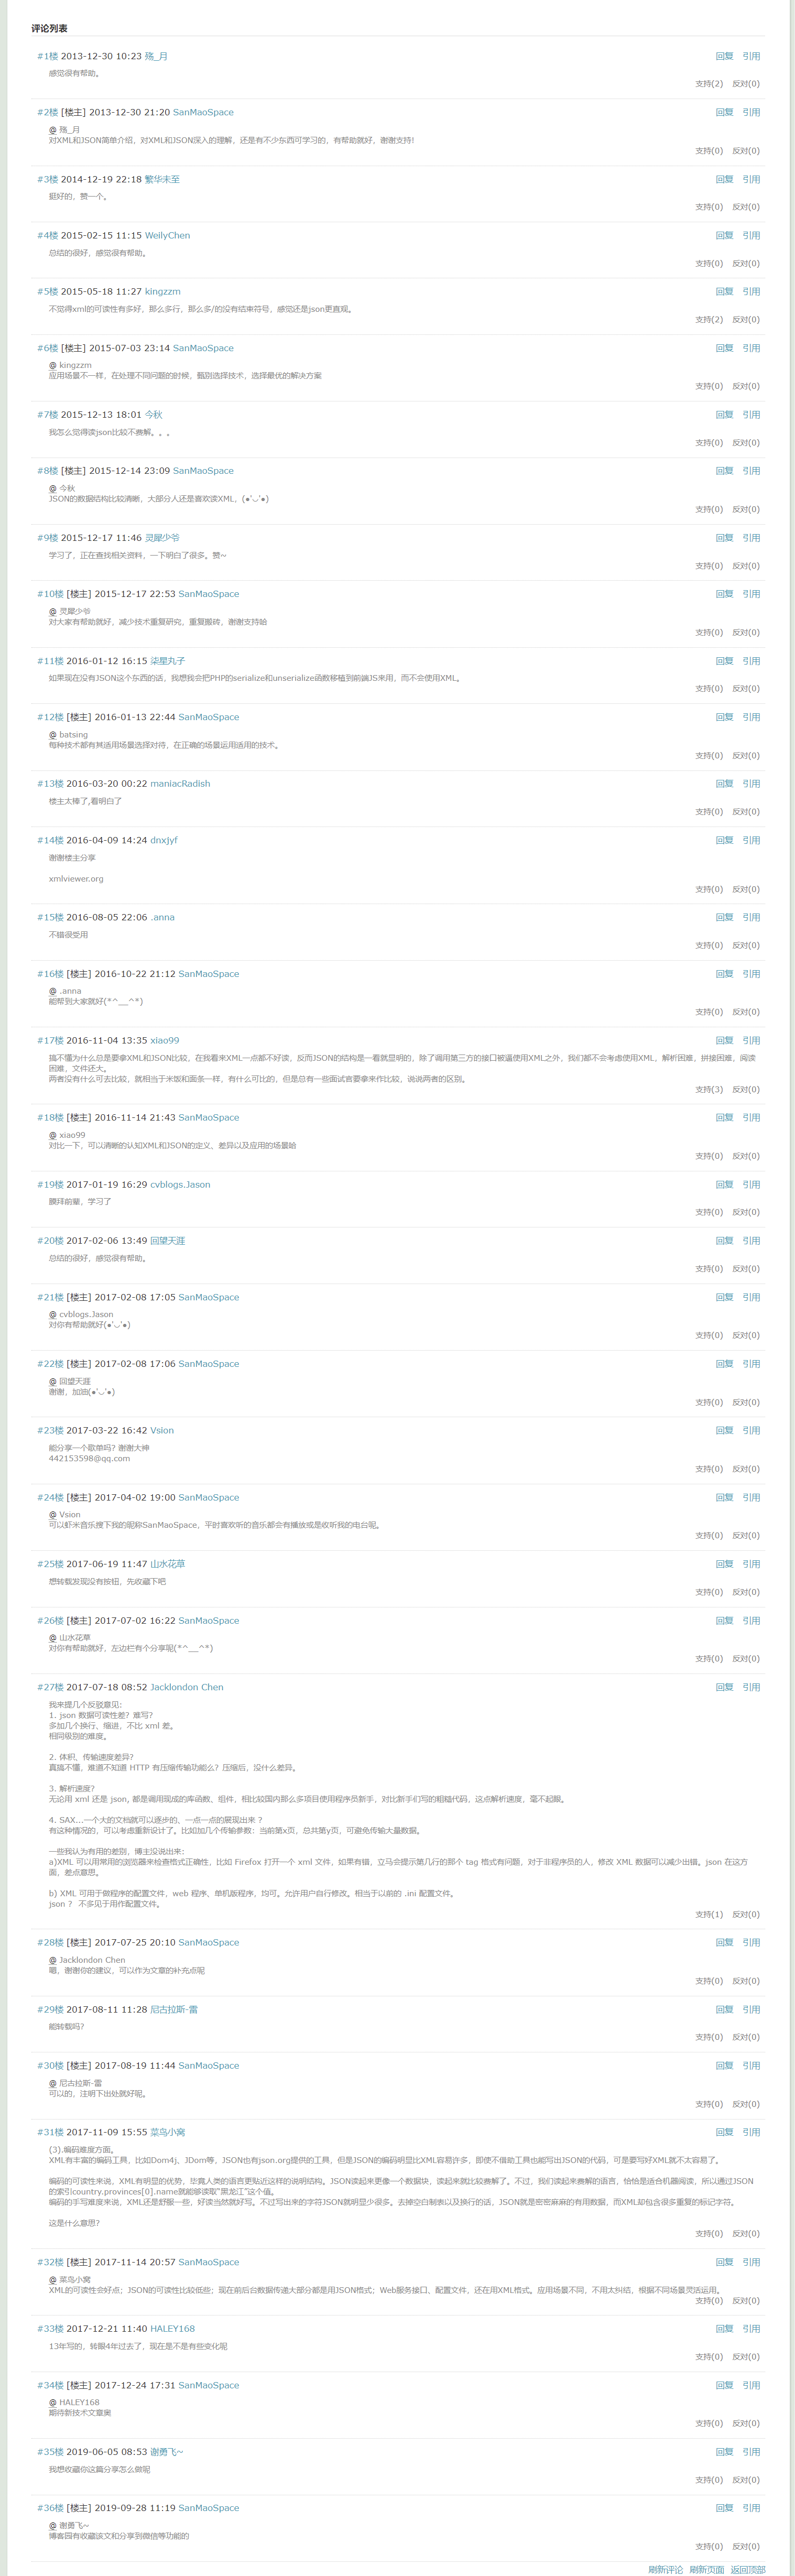 评论列表
#1楼 2013-12-30 10:23 殇_月 回复 引用
感觉很有帮助。
支持(2) 反对(0)
#2楼 [楼主] 2013-12-30 21:20 SanMaoSpace 回复 引用
@ 殇_月
对XML和JSON简单介绍，对XML和JSON深入的理解，还是有不少东西可学习的，有帮助就好，谢谢支持!
支持(0) 反对(0)
#3楼 2014-12-19 22:18 繁华未至 回复 引用
挺好的，赞一个。
支持(0) 反对(0)
#4楼 2015-02-15 11:15 WeilyChen 回复 引用
总结的很好，感觉很有帮助。
支持(0) 反对(0)
#5楼 2015-05-18 11:27 kingzzm 回复 引用
不觉得xml的可读性有多好，那么多行，那么多/的没有结束符号，感觉还是json更直观。
支持(2) 反对(0)
#6楼 [楼主] 2015-07-03 23:14 SanMaoSpace 回复 引用
@ kingzzm
应用场景不一样，在处理不同问题的时候，甄别选择技术，选择最优的解决方案
支持(0) 反对(0)
#7楼 2015-12-13 18:01 今秋 回复 引用
我怎么觉得读json比较不费解。。。
支持(0) 反对(0)
#8楼 [楼主] 2015-12-14 23:09 SanMaoSpace 回复 引用
@ 今秋
JSON的数据结构比较清晰，大部分人还是喜欢读XML，(●'◡'●)
支持(0) 反对(0)
#9楼 2015-12-17 11:46 灵犀少爷 回复 引用
学习了，正在查找相关资料，一下明白了很多。赞~
支持(0) 反对(0)
#10楼 [楼主] 2015-12-17 22:53 SanMaoSpace 回复 引用
@ 灵犀少爷
对大家有帮助就好，减少技术重复研究，重复搬砖，谢谢支持哈
支持(0) 反对(0)
#11楼 2016-01-12 16:15 柒星丸子 回复 引用
如果现在没有JSON这个东西的话，我想我会把PHP的serialize和unserialize函数移植到前端JS来用，而不会使用XML。
支持(0) 反对(0)
#12楼 [楼主] 2016-01-13 22:44 SanMaoSpace 回复 引用
@ batsing
每种技术都有其适用场景选择对待，在正确的场景运用适用的技术。
支持(0) 反对(0)
#13楼 2016-03-20 00:22 maniacRadish 回复 引用
楼主太棒了,看明白了
支持(0) 反对(0)
#14楼 2016-04-09 14:24 dnxjyf 回复 引用
谢谢楼主分享
xmlviewer.org
支持(0) 反对(0)
#15楼 2016-08-05 22:06 .anna 回复 引用
不错很受用
支持(0) 反对(0)
#16楼 [楼主] 2016-10-22 21:12 SanMaoSpace 回复 引用
@ .anna
能帮到大家就好(*^__^*)
支持(0) 反对(0)
#17楼 2016-11-04 13:35 xiao99 回复 引用
搞不懂为什么总是要拿XML和JSON比较，在我看来XML一点都不好读，反而JSON的结构是一看就显明的，除了调用第三方的接口被逼使用XML之外，我们都不会考虑使用XML，解析困难，拼接困难，阅读
困难，文件还大。
两者没有什么可去比较，就相当于米饭和面条一样，有什么可比的，但是总有一些面试官要拿来作比较，说说两者的区别。
支持(3) 反对(0)
#18楼 [楼主] 2016-11-14 21:43 SanMaoSpace 回复 引用
@ xiao99
对比一下，可以清晰的认知XML和JSON的定义、差异以及应用的场景哈
支持(0) 反对(0)
#19楼 2017-01-19 16:29 cvblogs.Jason 回复 引用
膜拜前辈，学习了
支持(0) 反对(0)
#20楼 2017-02-06 13:49 回望天涯 回复 引用
总结的很好，感觉很有帮助。
支持(0) 反对(0)
#21楼 [楼主] 2017-02-08 17:05 SanMaoSpace 回复 引用
@ cvblogs.Jason
对你有帮助就好(●'◡'●)
支持(0) 反对(0)
#22楼 [楼主] 2017-02-08 17:06 SanMaoSpace 回复 引用
@ 回望天涯
谢谢，加油(●'◡'●)
支持(0) 反对(0)
#23楼 2017-03-22 16:42 Vsion 回复 引用
能分享一个歌单吗? 谢谢大神
442153598@qq.com
支持(0) 反对(0)
#24楼 [楼主] 2017-04-02 19:00 SanMaoSpace 回复 引用
@ Vsion
可以虾米音乐搜下我的昵称SanMaoSpace，平时喜欢听的音乐都会有播放或是收听我的电台呢。
支持(0) 反对(0)
#25楼 2017-06-19 11:47 山水花草 回复 引用
想转载发现没有按钮，先收藏下吧
支持(0) 反对(0)
#26楼 [楼主] 2017-07-02 16:22 SanMaoSpace 回复 引用
@ 山水花草
对你有帮助就好，左边栏有个分享呢(*^__^*)
支持(0) 反对(0)
#27楼 2017-07-18 08:52 Jacklondon Chen 回复 引用
我来提几个反驳意见:
1. json 数据可读性差? 难写?
多加几个换行、缩进，不比 xml 差。
相同级别的难度。
2. 体积、传输速度差异?
真搞不懂，难道不知道 HTTP 有压缩传输功能么? 压缩后，没什么差异。
3. 解析速度?
无论用 xml 还是 json, 都是调用现成的库函数、组件，相比较国内那么多项目使用程序员新手，对比新手们写的粗糙代码，这点解析速度，毫不起眼。
4. SAX...一个大的文档就可以逐步的、一点一点的展现出来 ?
有这种情况的，可以考虑重新设计了。比如加几个传输参数：当前第x页，总共第y页，可避免传输大量数据。
一些我认为有用的差别，博主没说出来:
a)XML 可以用常用的浏览器来检查格式正确性，比如 Firefox 打开一个 xml 文件，如果有错，立马会提示第几行的那个 tag 格式有问题，对于非程序员的人，修改 XML 数据可以减少出错。json 在这方
面，差点意思。
b) XML 可用于做程序的配置文件，web 程序、单机版程序，均可。允许用户自行修改。相当于以前的 .ini 配置文件。
json ? 不多见于用作配置文件。
支持(1) 反对(0)
#28楼 [楼主] 2017-07-25 20:10 SanMaoSpace 回复 引用
@ Jacklondon Chen
嗯，谢谢你的建议，可以作为文章的补充点呢
支持(0) 反对(0)
#29楼 2017-08-11 11:28 尼古拉斯-雷 回复 引用
能转载吗?
支持(0) 反对(0)
#30楼 [楼主] 2017-08-19 11:44 SanMaoSpace 回复 引用
@ 尼古拉斯-雷
可以的，注明下出处就好呢。
支持(0) 反对(0)
#31楼 2017-11-09 15:55 菜鸟小窝 回复 引用
(3).编码难度方面。
XML有丰富的编码工具，比如Dom4j、JDom等，JSON也有json.org提供的工具，但是JSON的编码明显比XML容易许多，即使不借助工具也能写出JSON的代码，可是要写好XML就不太容易了。
编码的可读性来说，XML有明显的优势，毕竟人类的语言更贴近这样的说明结构。JSON读起来更像一个数据块，读起来就比较费解了。不过，我们读起来费解的语言，恰恰是适合机器阅读，所以通过JSON
的索引country.provinces[0].name就能够读取"黑龙江"这个值。
编码的手写难度来说，XML还是舒服一些，好读当然就好写。不过写出来的字符JSON就明显少很多。去掉空白制表以及换行的话，JSON就是密密麻麻的有用数据，而XML却包含很多重复的标记字符。
这是什么意思?
支持(0) 反对(0)
#32楼 [楼主] 2017-11-14 20:57 SanMaoSpace 回复 引用
@ 菜鸟小窝
XML的可读性会好点；JSON的可读性比较低些；现在前后台数据传递大部分都是用JSON格式；Web服务接口、配置文件，还在用XML格式。应用场景不同，不用太纠结，根据不同场景灵活运用。
支持(0) 反对(0)
#33楼 2017-12-21 11:40 HALEY168 回复 引用
13年写的，转眼4年过去了，现在是不是有些变化呢
支持(0) 反对(0)
#34楼 [楼主] 2017-12-24 17:31 SanMaoSpace 回复 引用
@ HALEY168
期待新技术文章奥
支持(0) 反对(0)
#35楼 2019-06-05 08:53 谢勇飞~ 回复 引用
我想收藏你这篇分享怎么做呢
支持(0) 反对(0)
#36楼 [楼主] 2019-09-28 11:19 SanMaoSpace 回复 引用
@ 谢勇飞~
博客园有收藏该文和分享到微信等功能的
支持(0) 反对(0)
刷新评论 刷新页面 返回顶部